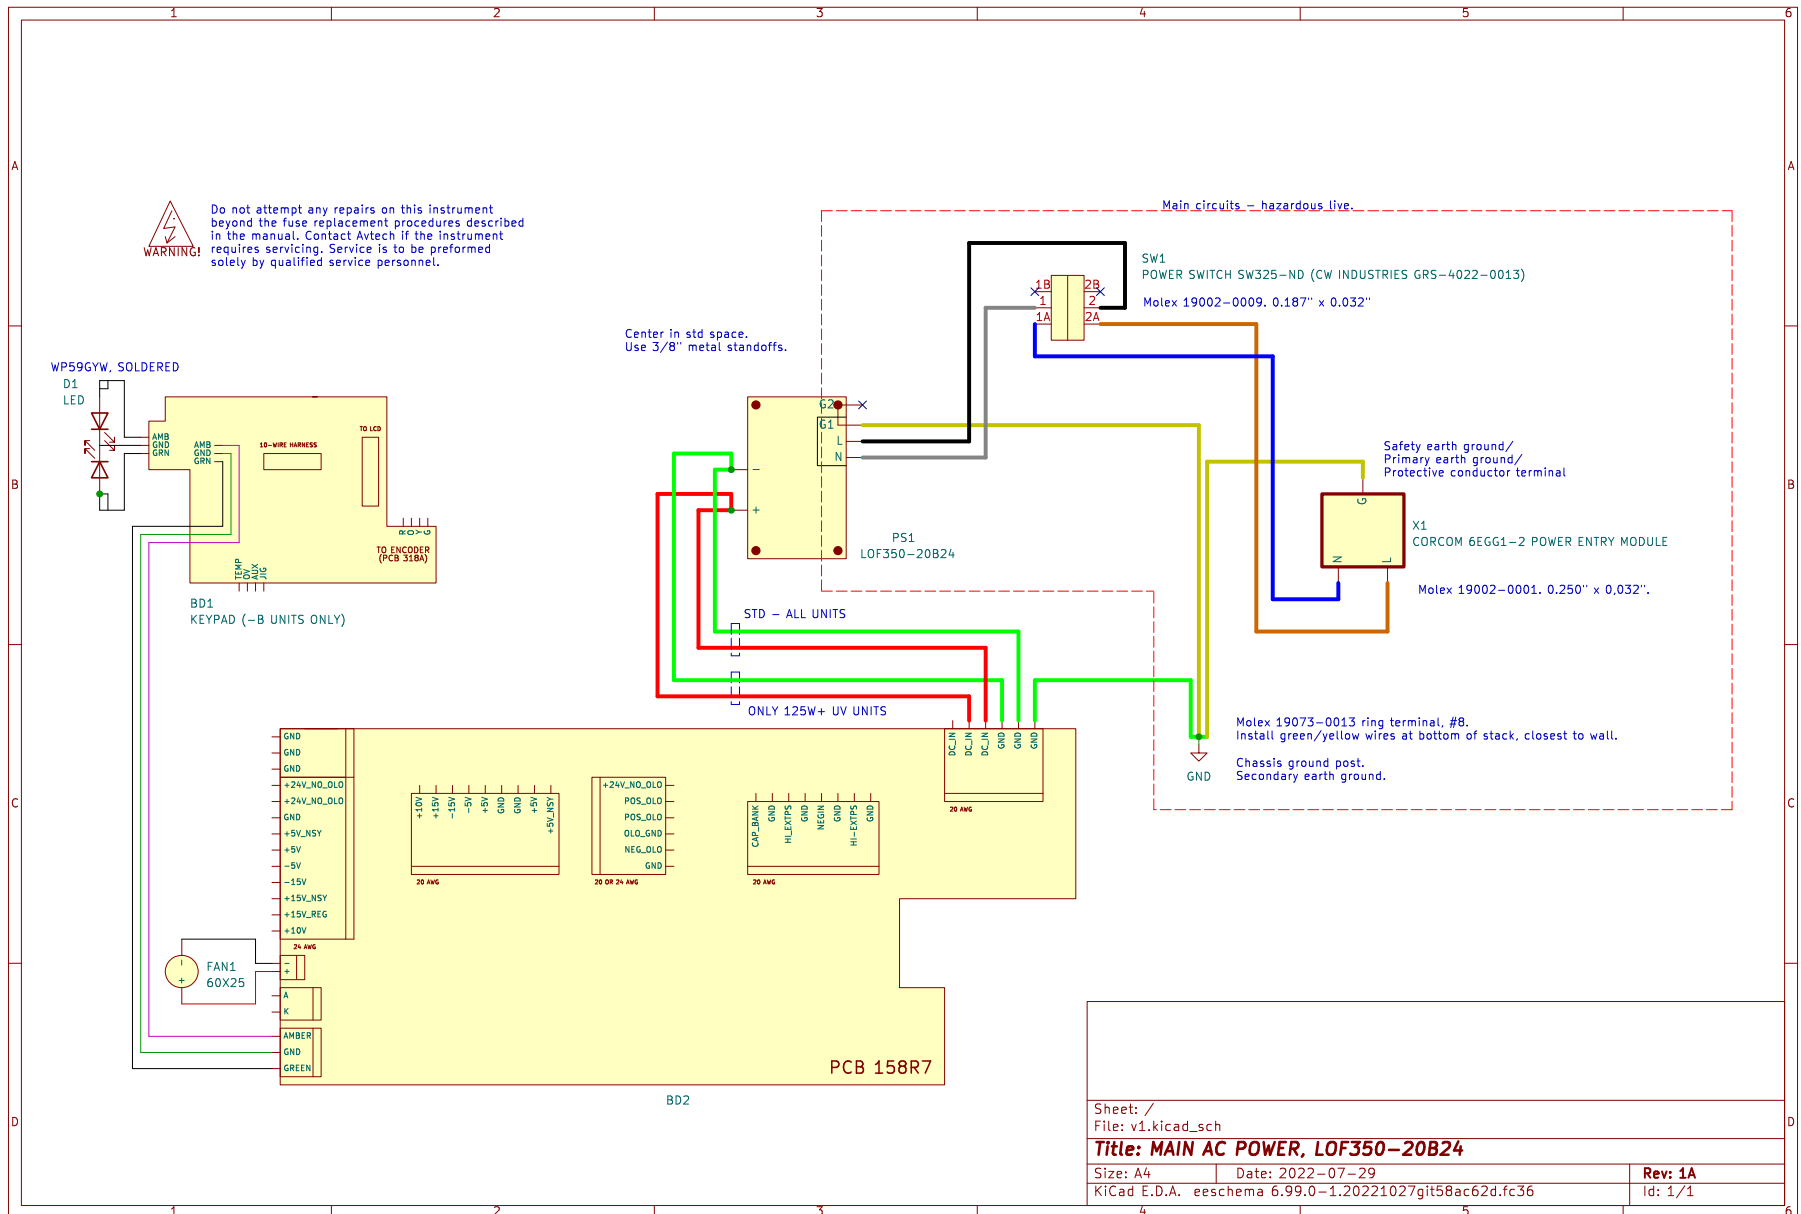 1 2 3 4 5 6
A
A
B
B
C
C
D
D
1 2 3 4 5 6
WARNING!
Do not attempt any repairs on this instrument
beyond the fuse replacement procedures described
in the manual. Contact Avtech if the instrument
requires servicing. Service is to be preformed
solely by qualified service personnel.
Main circuits – hazardous live.
SW1
POWER SWITCH SW325-ND (CW INDUSTRIES GRS-4022-0013)
Molex 19002-0009. 0.187" x 0.032"
1B
1
1A
2B
2
2A
Center in std space.
Use 3/8" metal standoffs.
WP59GYW, SOLDERED
D1
LED
AMB
GND
GRN
AMB
GND
GRN
10-WIRE HARNESS
TO LCD
R
O
Y
G
TO ENCODER
(PCB 318A)
TEMP
OV
AUX
JIG
BD1
KEYPAD (-B UNITS ONLY)
G2
G1
L
N
–
+
PS1
LOF350-20B24
Safety earth ground/
Primary earth ground/
Protective conductor terminal
G
N
L
X1
CORCOM 6EGG1-2 POWER ENTRY MODULE
Molex 19002-0001. 0.250" x 0,032".
STD – ALL UNITS
ONLY 125W+ UV UNITS
Molex 19073-0013 ring terminal, #8.
Install green/yellow wires at bottom of stack, closest to wall.
Chassis ground post.
Secondary earth ground.
GND
GND
GND
GND
+24V_NO_OLO
+24V_NO_OLO
GND
+5V_NSY
+5V
-5V
-15V
+15V_NSY
+15V_REG
+10V
24 AWG
–
+
A
K
AMBER
GND
GREEN
+10V
+15V
-15V
-5V
+5V
GND
GND
+5V
+5V_NSY
20 AWG
+24V_NO_OLO
POS_OLO
POS_OLO
OLO_GND
NEG_OLO
GND
20 OR 24 AWG
CAP_BANK
GND
HI_EXTPS
GND
NEGIN
GND
HI-EXTPS
GND
20 AWG
DC_IN
DC_IN
DC_IN
GND
GND
GND
20 AWG
–
+
FAN1
60X25
PCB 158R7
BD2
Sheet: /
File: v1.kicad_sch
Title: MAIN AC POWER, LOF350-20B24
Size: A4 Date: 2022-07-29 Rev: 1A
KiCad E.D.A. eeschema 6.99.0-1.20221027git58ac62d.fc36 Id: 1/1